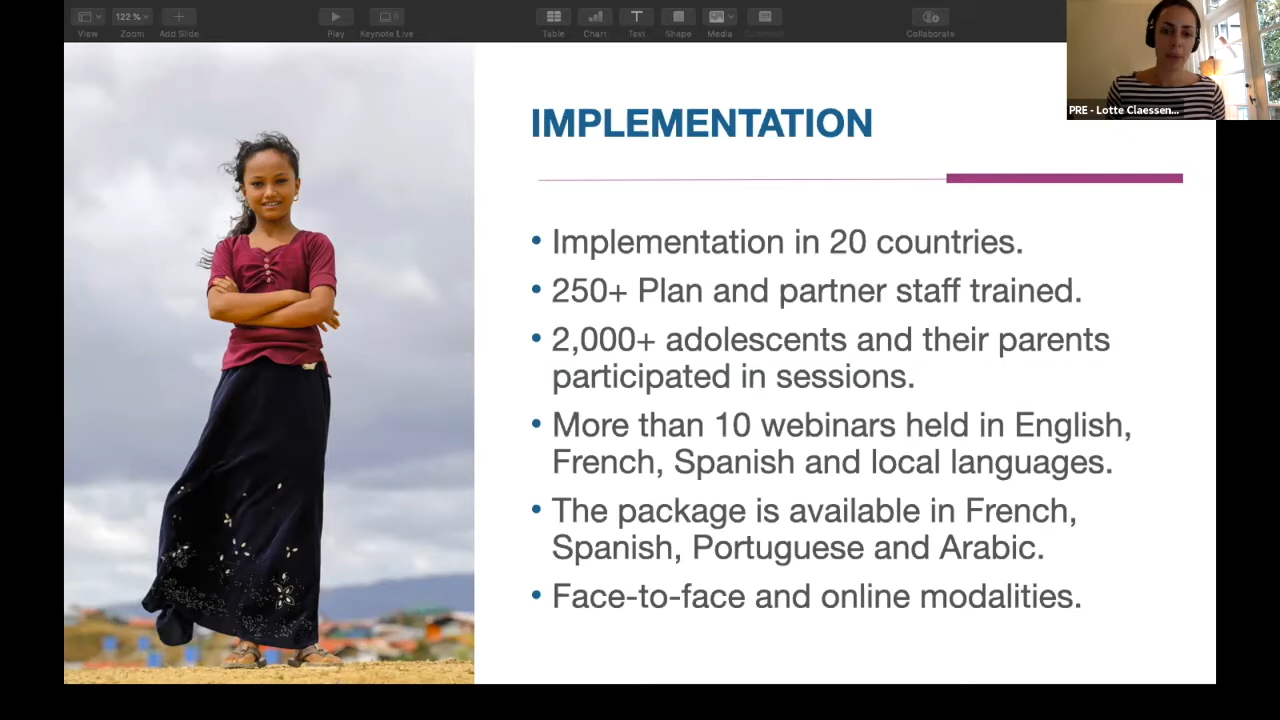 View
122 %
Zoom
Add Slide
Play
Keynote Live
Table
Chart
T
Text
Shape
Media
Comment
Collaborate
PRE - Lotte Claessen...
IMPLEMENTATION
• Implementation in 20 countries.
• 250+ Plan and partner staff trained.
• 2,000+ adolescents and their parents
participated in sessions.
• More than 10 webinars held in English,
French, Spanish and local languages.
• The package is available in French,
Spanish, Portuguese and Arabic.
• Face-to-face and online modalities.